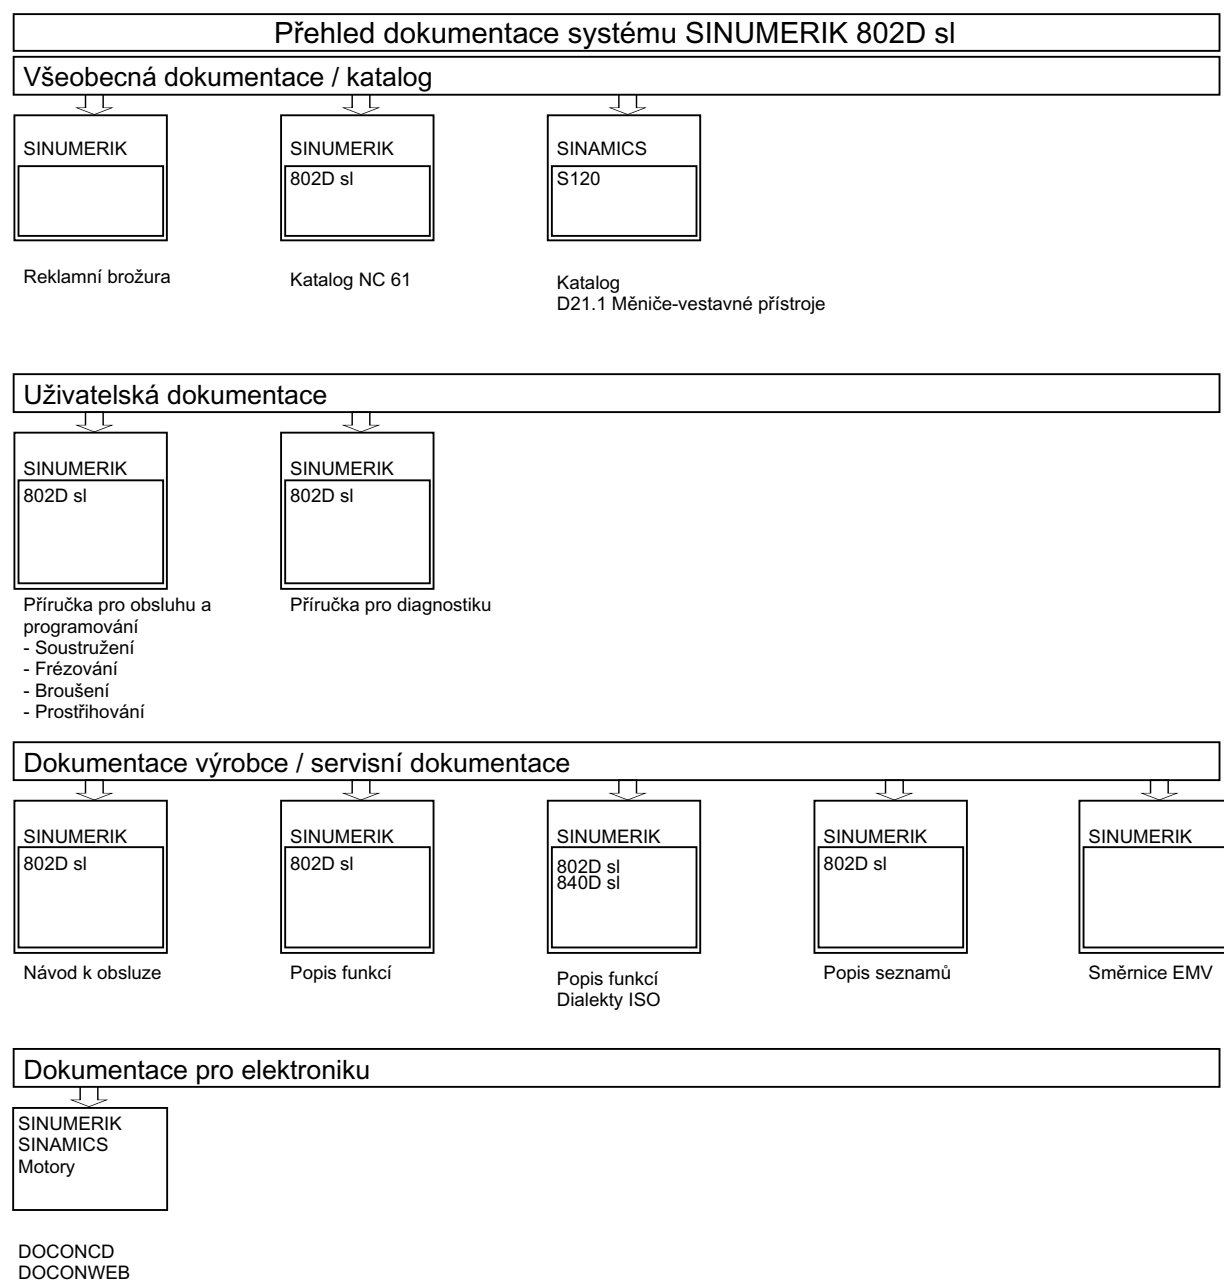 Přehled dokumentace systému SINUMERIK 802D sl
Všeobecná dokumentace / katalog
SINUMERIK
SINUMERIK
802D sl
SINAMICS
S120
Reklamní brožura
Katalog NC 61
Katalog
D21.1 Měniče-vestavné přístroje
Uživatelská dokumentace
SINUMERIK
802D sl
SINUMERIK
802D sl
Příručka pro obsluhu a
programování
- Soustružení
- Frézování
- Broušení
- Prostřihování
Příručka pro diagnostiku
Dokumentace výrobce / servisní dokumentace
SINUMERIK
802D sl
SINUMERIK
802D sl
SINUMERIK
802D sl
840D sl
SINUMERIK
802D sl
SINUMERIK
Návod k obsluze
Popis funkcí
Popis funkcí
Dialekty ISO
Popis seznamů
Směrnice EMV
Dokumentace pro elektroniku
SINUMERIK
SINAMICS
Motory
DOCONCD
DOCONWEB